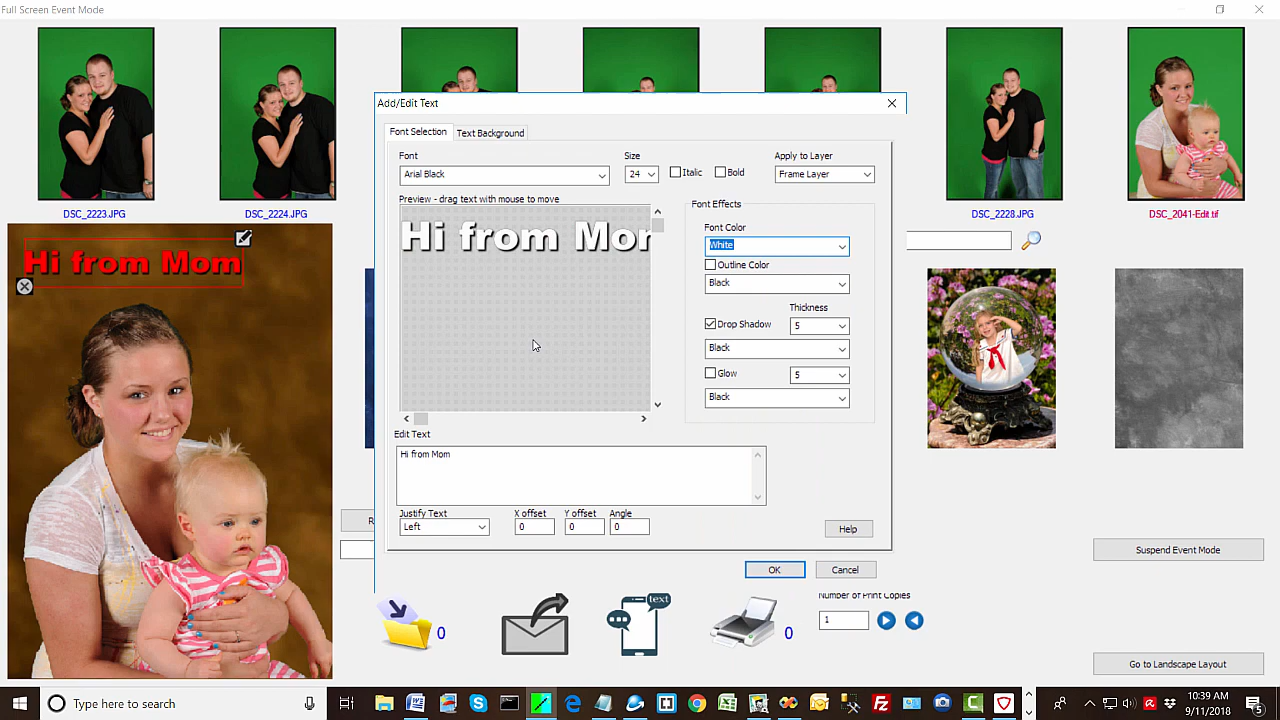 Full Screen Event Mode
DSC_2223.JPG
DSC_2224.JPG
DSC_2228.JPG
DSC_2041-Edit.tif
Hi from Mom
Add/Edit Text
Font Selection
Text Background
Font
Size
Apply to Layer
Arial Black
24
Italic
Bold
Frame Layer
Preview - drag text with mouse to move
Hi from Mor
Font Effects
Font Color
White
Outline Color
Black
Thickness
Drop Shadow
5
Black
Glow
5
Black
Edit Text
Hi from Mom
Justify Text
X offset
Y offset
Angle
Left
0
0
0
Help
OK
Cancel
R
Suspend Event Mode
0
text
0
Number of Print Copies
1
Go to Landscape Layout
Type here to search
10:39 AM
9/11/2018
5